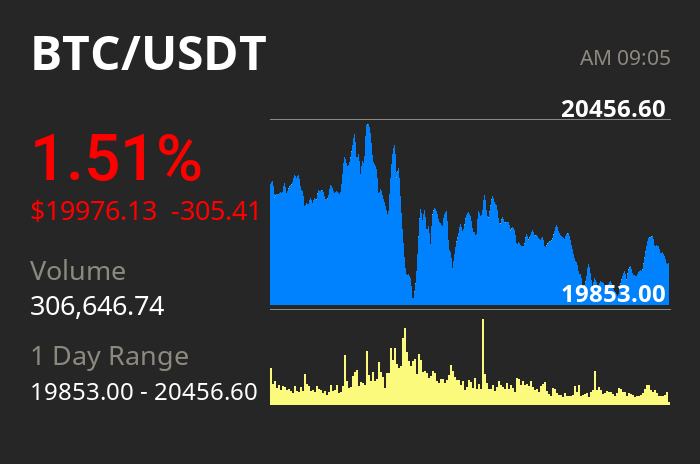 BTC/USDT
AM 09:05
20456.60
1.51%
$19976.13 -305.41
Volume
306,646.74
19853.00
1 Day Range
19853.00 - 20456.60